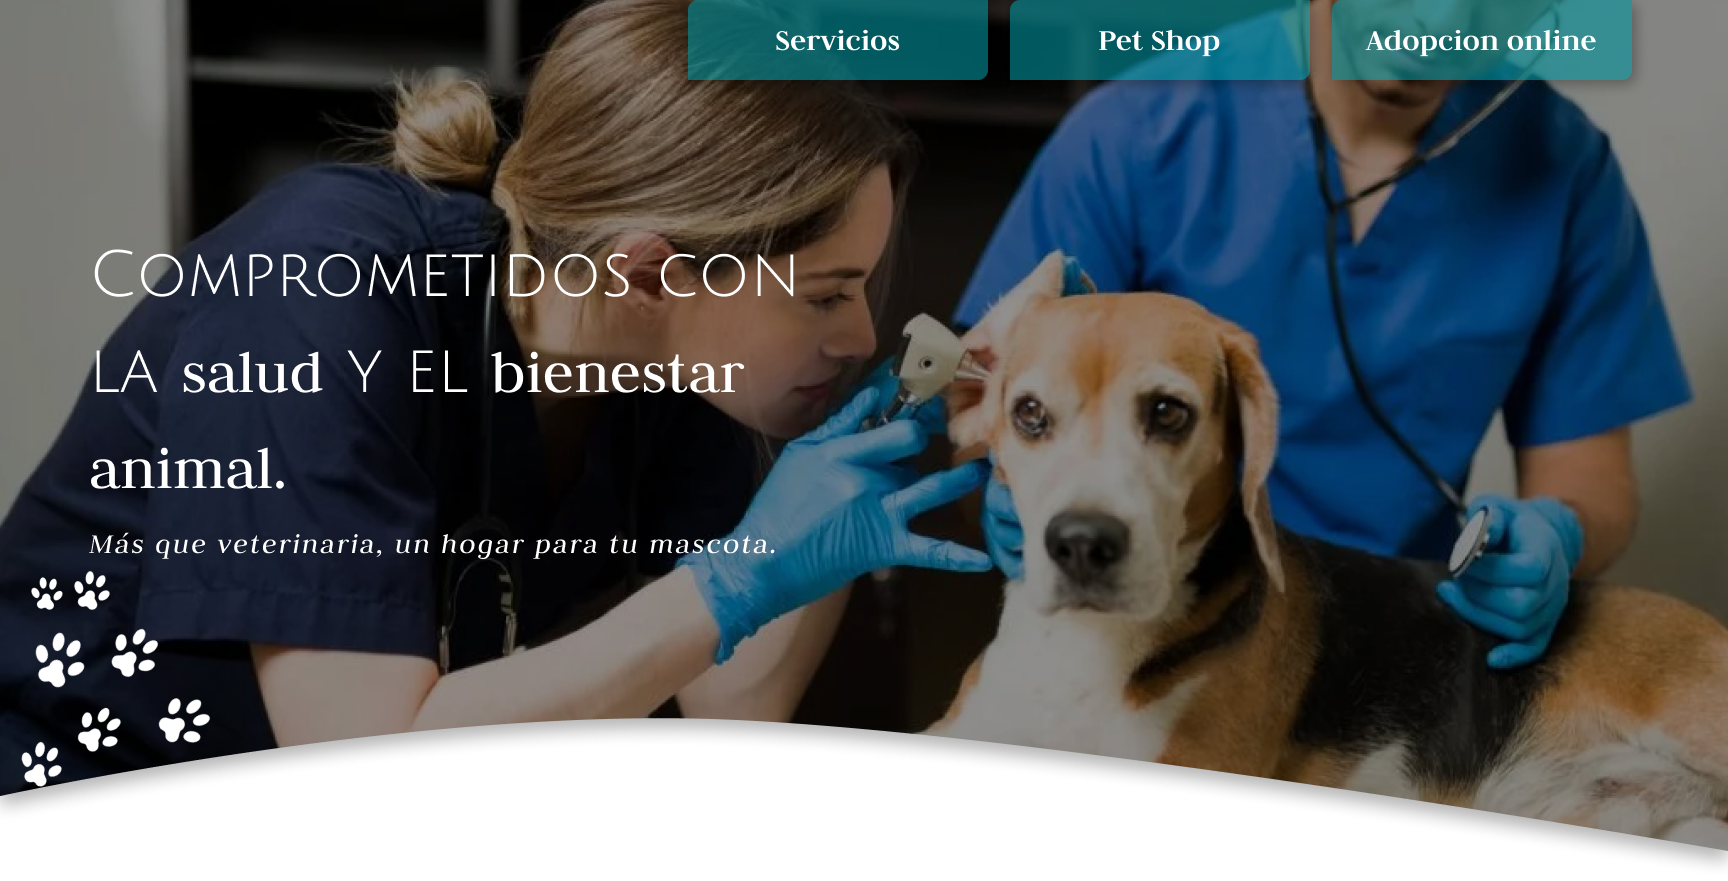 Servicios
Pet Shop
Adopcion online
Comprometidos con
la salud y el bienestar
animal.
Más que veterinaria, un hogar para tu mascota.